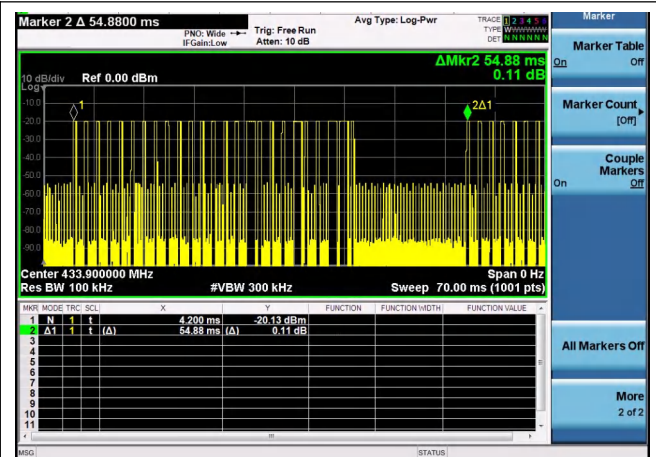 Marker 2 Δ 54.8800 ms
PNO: Wide
IFGain:Low
Trig: Free Run
Atten: 10 dB
Avg Type: Log-Pwr
TRACE 1 2 3 4 5 6
TYPE W
DET N N N N N N
Marker
ΔMkr2 54.88 ms
0.11 dB
10 dB/div
Log
Ref 0.00 dBm
-10.0
-20.0
-30.0
-40.0
-50.0
-60.0
-70.0
-80.0
-90.0
1
2Δ1
Center 433.900000 MHz
Span 0 Hz
Res BW 100 kHz
#VBW 300 kHz
Sweep 70.00 ms (1001 pts)
MKR MODE TRC SCL X Y FUNCTION FUNCTION WIDTH FUNCTION VALUE
1 N 1 t 4.200 ms -20.13 dBm
2 Δ1 1 t (Δ) 54.88 ms (Δ) 0.11 dB
3
4
5
6
7
8
9
10
11
MSG
STATUS
Marker Table
On Off
Marker Count
[Off]
Couple
Markers
On Off
All Markers Off
More
2 of 2